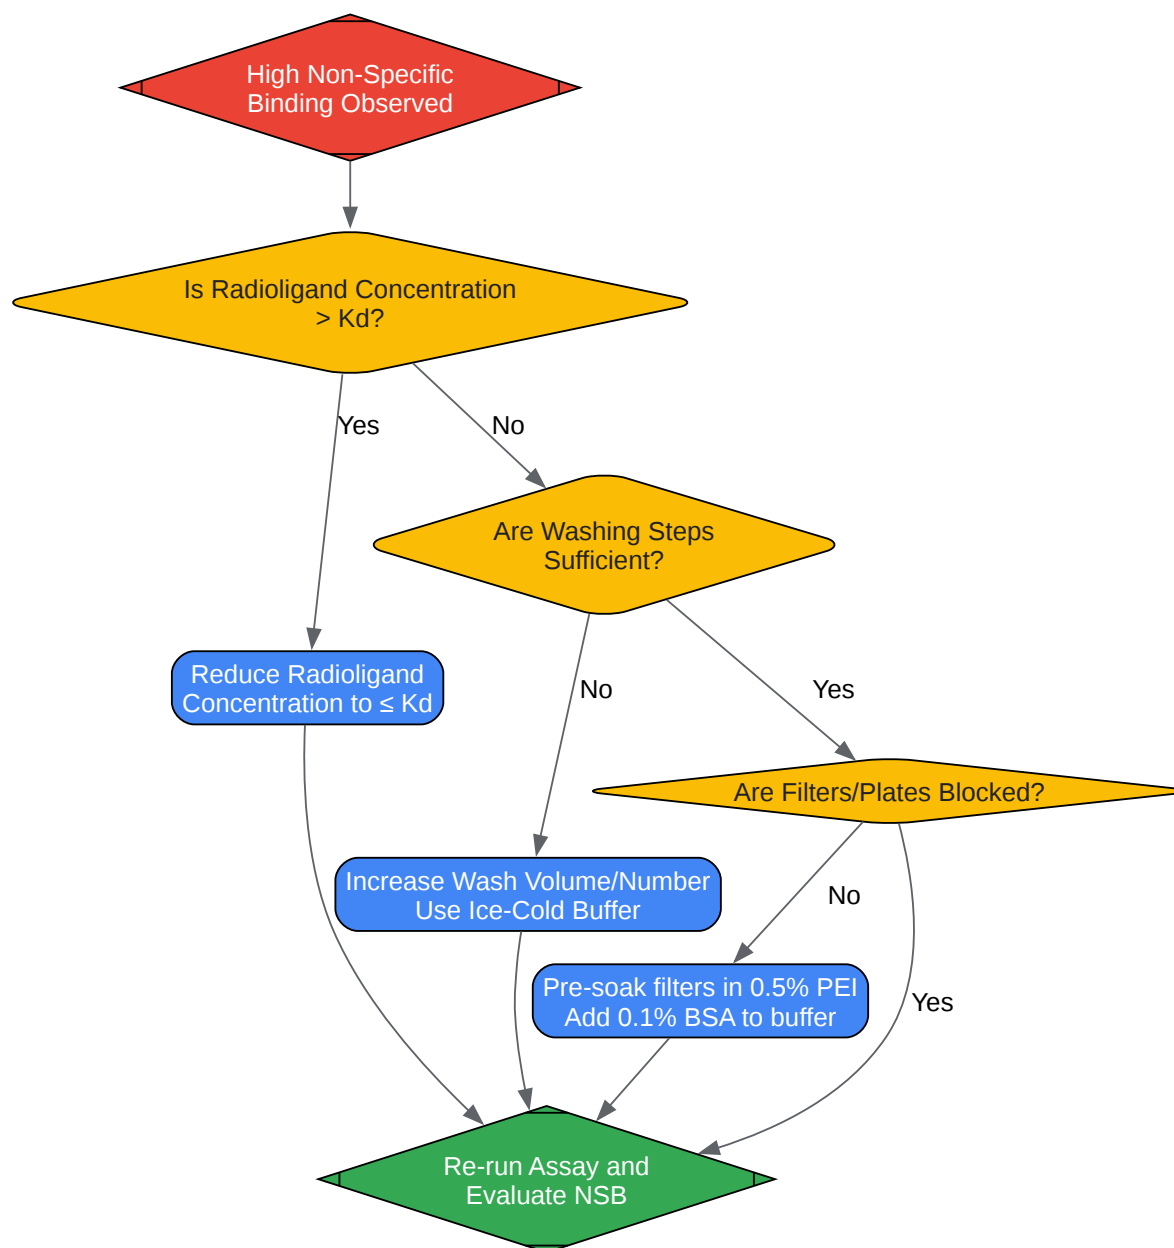 High Non-Specific
Binding Observed
Is Radioligand Concentration
> Kd?
Yes
No
Are Washing Steps
Sufficient?
Reduce Radioligand
Concentration to ≤ Kd
No
Yes
Are Filters/Plates Blocked?
Increase Wash Volume/Number
Use Ice-Cold Buffer
No
Pre-soak filters in 0.5% PEI
Add 0.1% BSA to buffer
Yes
Re-run Assay and
Evaluate NSB